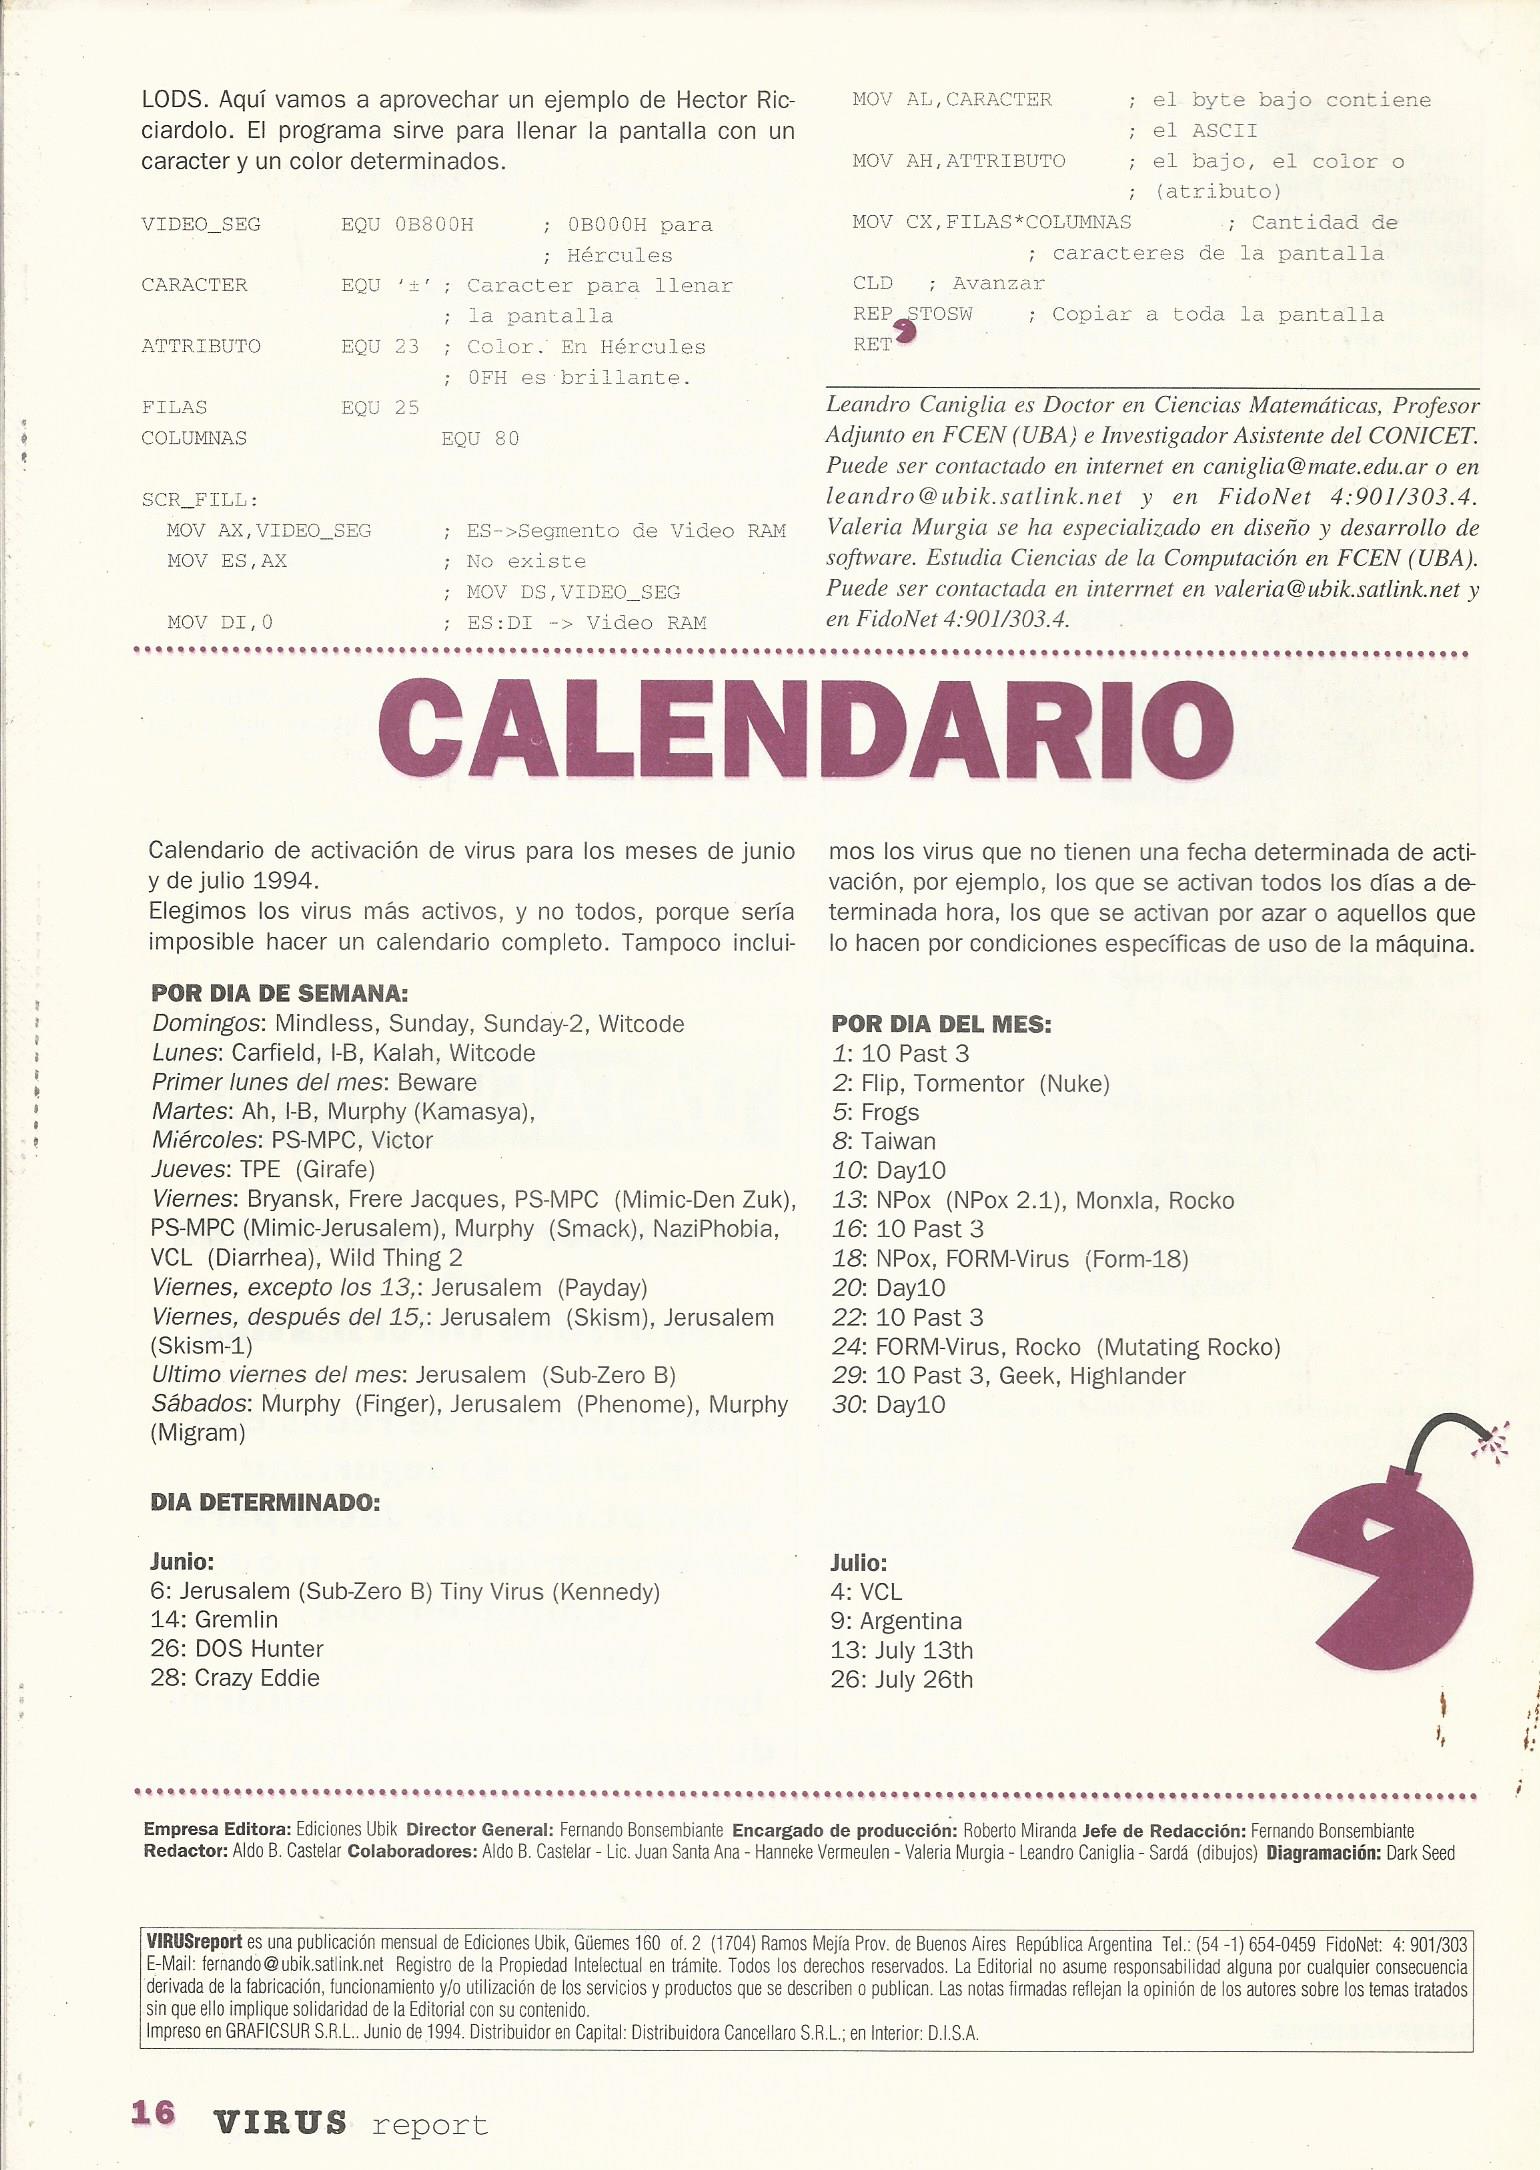 LODS. Aquí vamos a aprovechar un ejemplo de Hector Ric-
ciardolo. El programa sirve para llenar la pantalla con un
caracter y un color determinados.
VIDEO_SEG EQU 0B800H ; 0B000H para
; Hércules
CARACTER EQU '±' ; Caracter para llenar
; la pantalla
ATTRIBUTO EQU 23 ; Color. En Hércules
; 0FH es brillante.
FILAS EQU 25
COLUMNAS EQU 80
SCR_FILL:
MOV AX,VIDEO_SEG ; ES->Segmento de Video RAM
MOV ES,AX ; No existe
; MOV DS,VIDEO_SEG
MOV DI,0 ; ES:DI -> Video RAM
MOV AL,CARACTER ; el byte bajo contiene
; el ASCII
MOV AH,ATTRIBUTO ; el bajo, el color o
; (atributo)
MOV CX,FILAS*COLUMNAS ; Cantidad de
; caracteres de la pantalla
CLD ; Avanzar
REP STOSW ; Copiar a toda la pantalla
RET
Leandro Caniglia es Doctor en Ciencias Matemáticas, Profesor
Adjunto en FCEN (UBA) e Investigador Asistente del CONICET.
Puede ser contactado en internet en caniglia@mate.edu.ar o en
leandro@ubik.satlink.net y en FidoNet 4:901/303.4.
Valeria Murgia se ha especializado en diseño y desarrollo de
software. Estudia Ciencias de la Computación en FCEN (UBA).
Puede ser contactada en interrnet en valeria@ubik.satlink.net y
en FidoNet 4:901/303.4.
CALENDARIO
Calendario de activación de virus para los meses de junio
y de julio 1994.
Elegimos los virus más activos, y no todos, porque sería
imposible hacer un calendario completo. Tampoco inclui-
mos los virus que no tienen una fecha determinada de acti-
vación, por ejemplo, los que se activan todos los días a de-
terminada hora, los que se activan por azar o aquellos que
lo hacen por condiciones específicas de uso de la máquina.
POR DIA DE SEMANA:
Domingos: Mindless, Sunday, Sunday-2, Witcode
Lunes: Carfield, I-B, Kalah, Witcode
Primer lunes del mes: Beware
Martes: Ah, I-B, Murphy (Kamasya),
Miércoles: PS-MPC, Victor
Jueves: TPE (Girafe)
Viernes: Bryansk, Frere Jacques, PS-MPC (Mimic-Den Zuk),
PS-MPC (Mimic-Jerusalem), Murphy (Smack), NaziPhobia,
VCL (Diarrhea), Wild Thing 2
Viernes, excepto los 13,: Jerusalem (Payday)
Viernes, después del 15,: Jerusalem (Skism), Jerusalem
(Skism-1)
Ultimo viernes del mes: Jerusalem (Sub-Zero B)
Sábados: Murphy (Finger), Jerusalem (Phenome), Murphy
(Migram)
POR DIA DEL MES:
1: 10 Past 3
2: Flip, Tormentor (Nuke)
5: Frogs
8: Taiwan
10: Day10
13: NPox (NPox 2.1), Monxla, Rocko
16: 10 Past 3
18: NPox, FORM-Virus (Form-18)
20: Day10
22: 10 Past 3
24: FORM-Virus, Rocko (Mutating Rocko)
29: 10 Past 3, Geek, Highlander
30: Day10
DIA DETERMINADO:
Junio:
6: Jerusalem (Sub-Zero B) Tiny Virus (Kennedy)
14: Gremlin
26: DOS Hunter
28: Crazy Eddie
Julio:
4: VCL
9: Argentina
13: July 13th
26: July 26th
Empresa Editora: Ediciones Ubik Director General: Fernando Bonsembiante Encargado de producción: Roberto Miranda Jefe de Redacción: Fernando Bonsembiante
Redactor: Aldo B. Castelar Colaboradores: Aldo B. Castelar - Lic. Juan Santa Ana - Hanneke Vermeulen - Valeria Murgia - Leandro Caniglia - Sardá (dibujos) Diagramación: Dark Seed
VIRUSreport es una publicación mensual de Ediciones Ubik, Güemes 160 of. 2 (1704) Ramos Mejía Prov. de Buenos Aires República Argentina Tel.: (54 -1) 654-0459 FidoNet: 4: 901/303
E-Mail: fernando@ubik.satlink.net Registro de la Propiedad Intelectual en trámite. Todos los derechos reservados. La Editorial no asume responsabilidad alguna por cualquier consecuencia
derivada de la fabricación, funcionamiento y/o utilización de los servicios y productos que se describen o publican. Las notas firmadas reflejan la opinión de los autores sobre los temas tratados
sin que ello implique solidaridad de la Editorial con su contenido.
Impreso en GRAFICSUR S.R.L.. Junio de 1994. Distribuidor en Capital: Distribuidora Cancellaro S.R.L.; en Interior: D.I.S.A.
16 VIRUS report